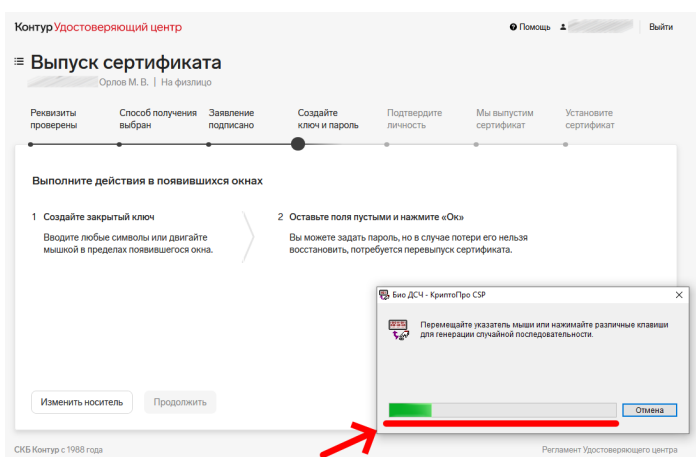 Контур Удостоверяющий центр
Помощь
Выйти
Выпуск сертификата
Орлов М. В. | На физлицо
Реквизиты проверены
Способ получения выбран
Заявление подписано
Создайте ключ и пароль
Подтвердите личность
Мы выпустим сертификат
Установите сертификат
Выполните действия в появившихся окнах
1 Создайте закрытый ключ
Вводите любые символы или двигайте
мышкой в пределах появившегося окна.
2 Оставьте поля пустыми и нажмите «Ок»
Вы можете задать пароль, но в случае потери его нельзя
восстановить, потребуется перевыпуск сертификата.
Био ДСЧ - КриптоПро CSP
Перемещайте указатель мыши или нажимайте различные клавиши
для генерации случайной последовательности.
Отмена
Изменить носитель
Продолжить
СКБ Контур с 1988 года
Регламент Удостоверяющего центра